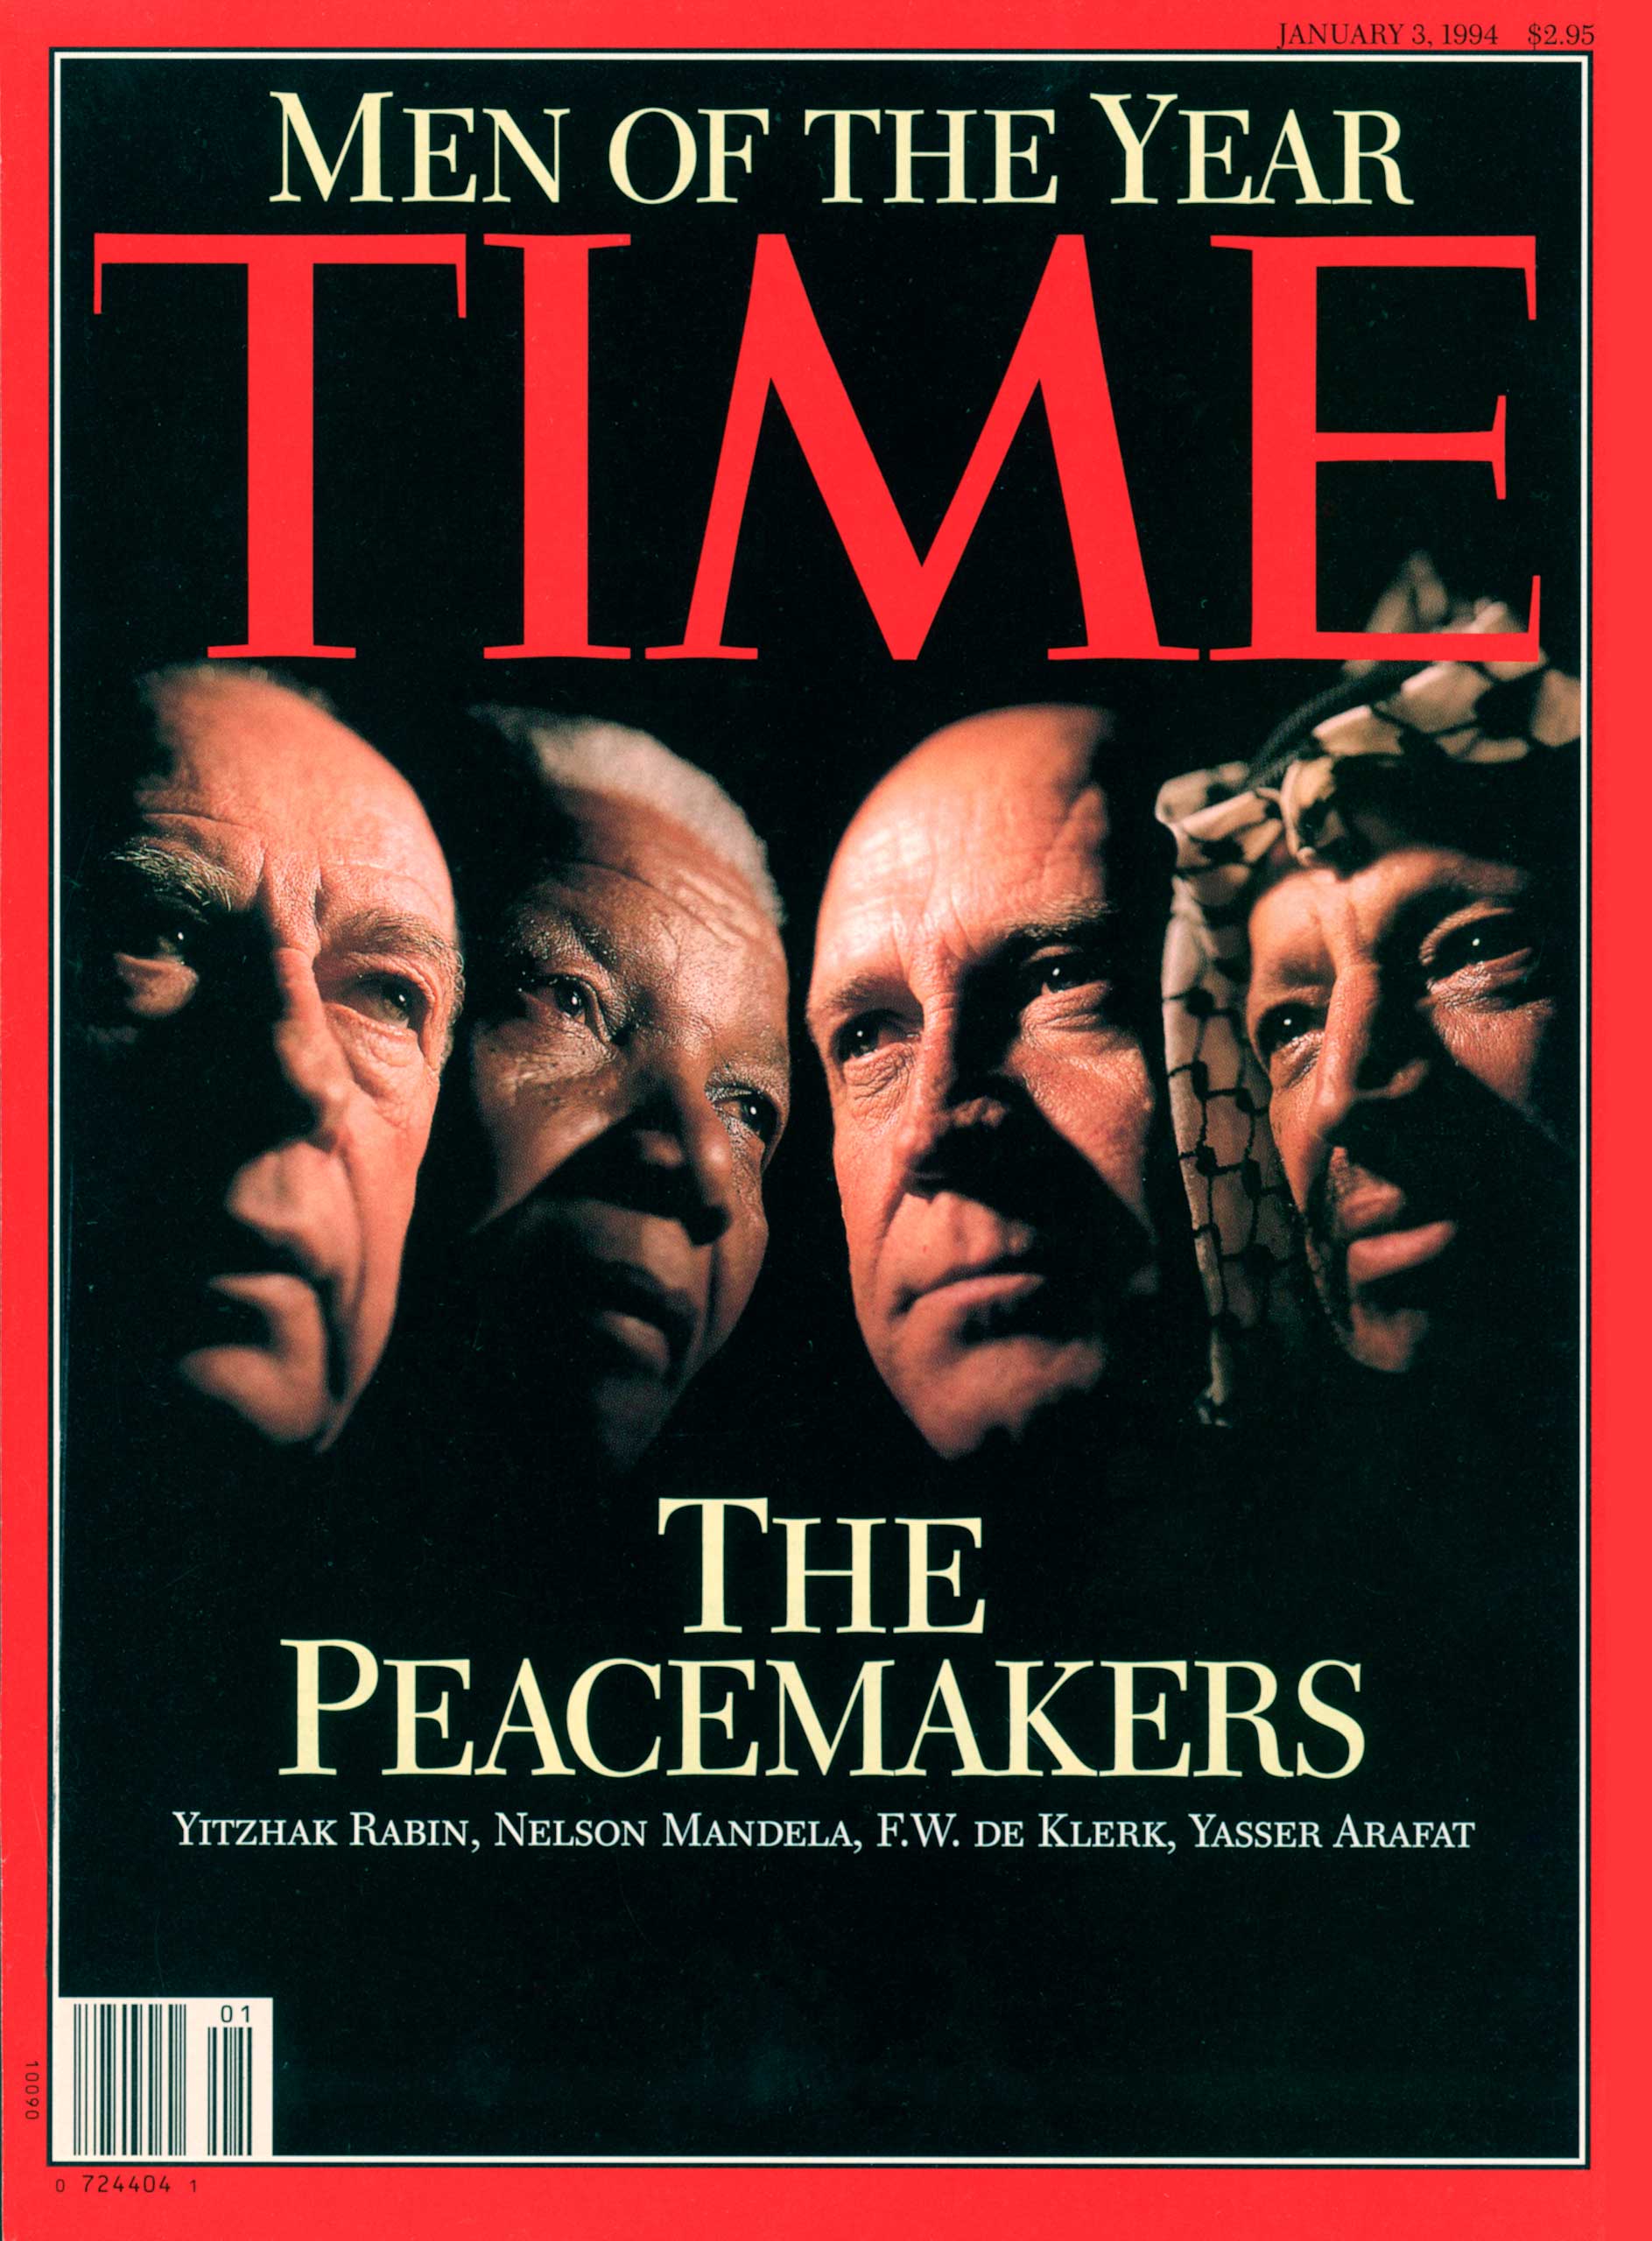 JANUARY 3, 1994 $2.95
MEN OF THE YEAR
TIME
THE
PEACEMAKERS
YITZHAK RABIN, NELSON MANDELA, F.W. DE KLERK, YASSER ARAFAT
01
10090
0 724404 1